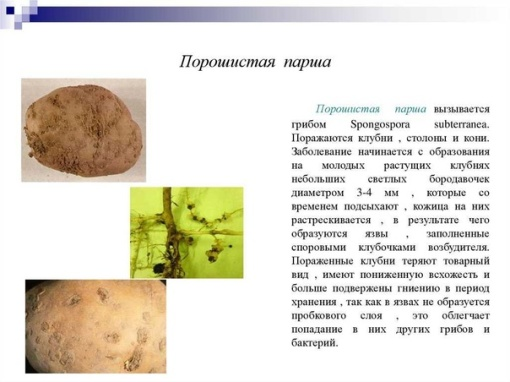 Порошистая парша
Порошистая парша вызывается
грибом Spongospora subterranea.
Поражаются клубни , столоны и кони.
Заболевание начинается с образования
на молодых растущих клубнях
небольших светлых бородавочек
диаметром 3-4 мм , которые со
временем подсыхают , кожица на них
растрескивается , в результате чего
образуются язвы , заполненные
споровыми клубочками возбудителя.
Пораженные клубни теряют товарный
вид , имеют пониженную всхожесть и
больше подвержены гниению в период
хранения , так как в язвах не образуется
пробкового слоя , это облегчает
попадание в них других грибов и
бактерий.